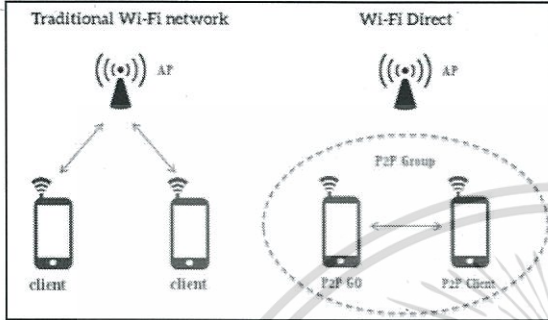 Traditional Wi-Fi network
AP
client
client
Wi-Fi Direct
AP
P2P Group
P2P GO
P2P Client